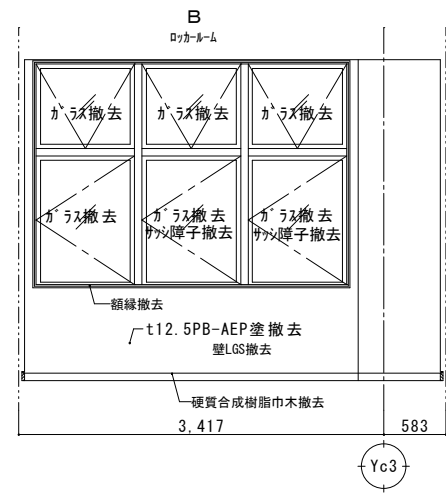 B
ロッカールーム
ガラス撤去 ガラス撤去 ガラス撤去
ガラス撤去 ガラス撤去 ガラス撤去
サッシ障子撤去 サッシ障子撤去
額縁撤去
t12.5PB-AEP塗撤去
壁LGS撤去
硬質合成樹脂巾木撤去
3,417 583
Yc3